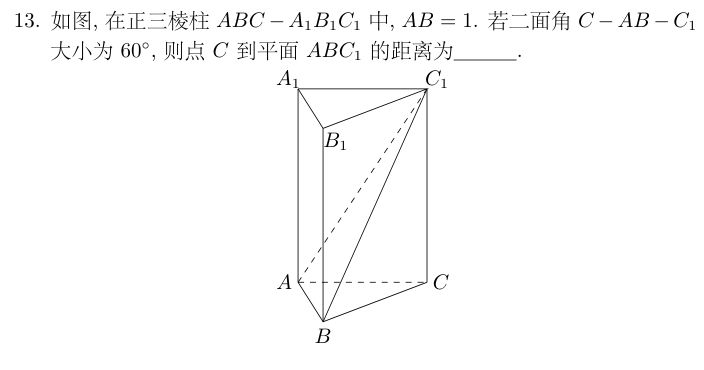 13. 如图, 在正三棱柱 ABC − A₁B₁C₁ 中, AB = 1. 若二面角 C − AB − C₁
大小为 60°, 则点 C 到平面 ABC₁ 的距离为______.
A₁ C₁
B₁
A C
B